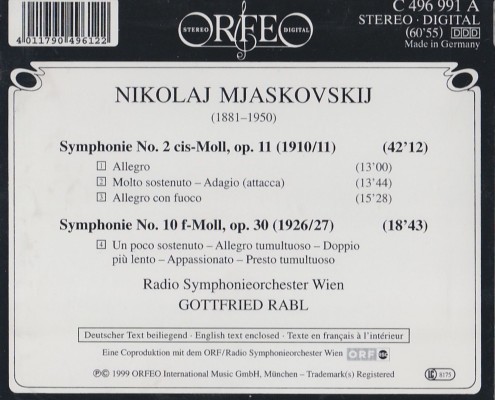 4011790496122
STEREO ORFEO DIGITAL
C 496 991 A
STEREO · DIGITAL
(60'55) DDD
Made in Germany
NIKOLAJ MJASKOVSKIJ
(1881–1950)
Symphonie No. 2 cis-Moll, op. 11 (1910/11) (42'12)
1 Allegro (13'00)
2 Molto sostenuto – Adagio (attacca) (13'44)
3 Allegro con fuoco (15'28)
Symphonie No. 10 f-Moll, op. 30 (1926/27) (18'43)
4 Un poco sostenuto – Allegro tumultuoso – Doppio
più lento – Appassionato – Presto tumultuoso
Radio Symphonieorchester Wien
GOTTFRIED RABL
Deutscher Text beiliegend · English text enclosed · Texte en français à l'intérieur
Eine Coproduktion mit dem ORF/Radio Symphonieorchester Wien ORF
℗© 1999 ORFEO International Music GmbH, München – Trademark(s) Registered
8175